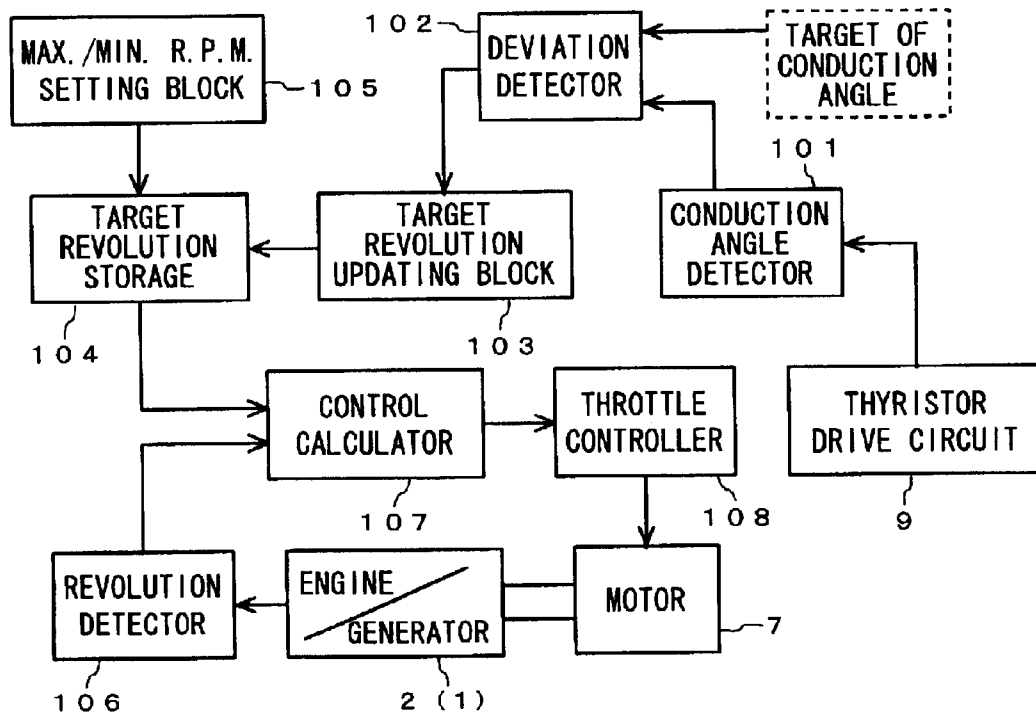 MAX./MIN. R.P.M.
SETTING BLOCK
105
102
DEVIATION
DETECTOR
TARGET OF
CONDUCTION
ANGLE
101
TARGET
REVOLUTION
STORAGE
104
TARGET
REVOLUTION
UPDATING BLOCK
103
CONDUCTION
ANGLE
DETECTOR
CONTROL
CALCULATOR
107
THROTTLE
CONTROLLER
108
THYRISTOR
DRIVE CIRCUIT
9
REVOLUTION
DETECTOR
106
ENGINE
GENERATOR
2 (1)
MOTOR
7